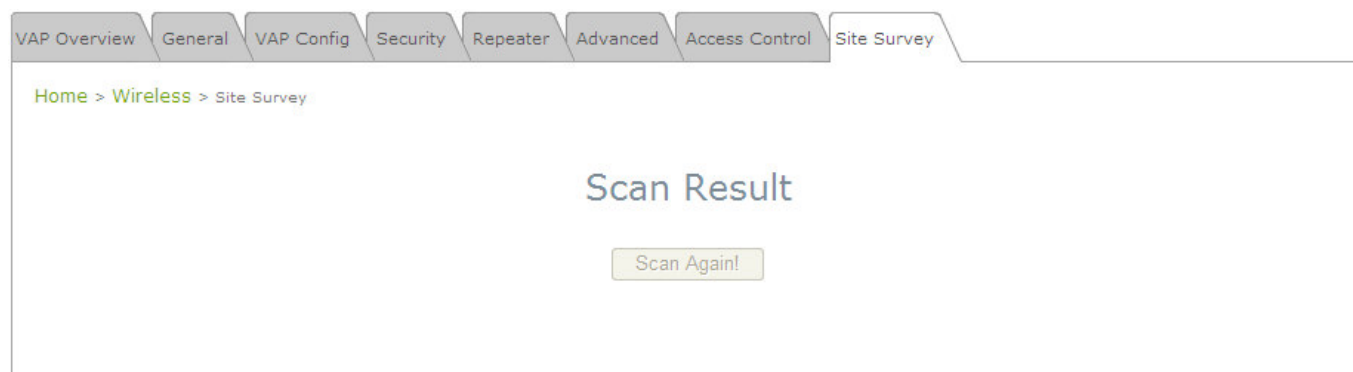 VAP Overview General VAP Config Security Repeater Advanced Access Control Site Survey
Home > Wireless > Site Survey
Scan Result
Scan Again!